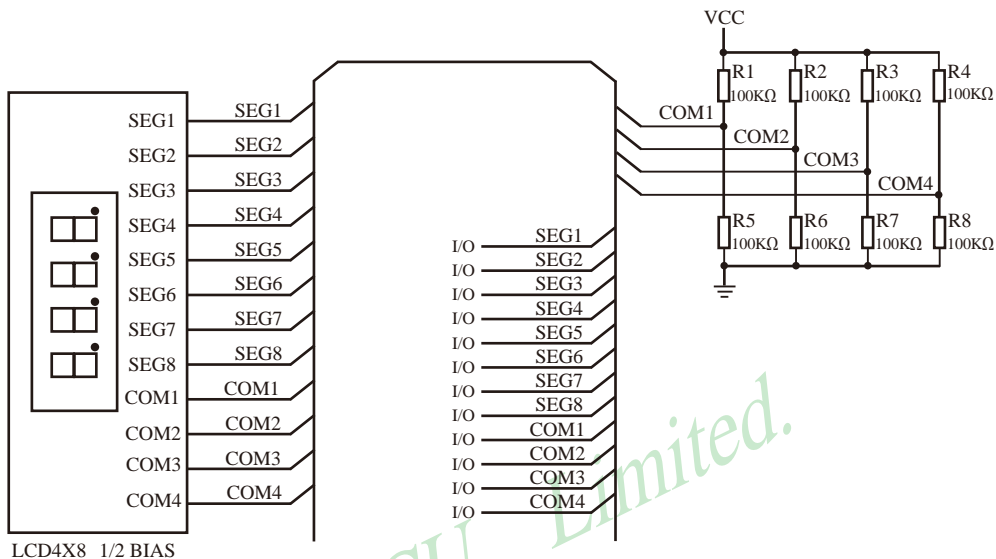 VCC
R1 R2 R3 R4
100KΩ 100KΩ 100KΩ 100KΩ
COM1
COM2
COM3
COM4
R5 R6 R7 R8
100KΩ 100KΩ 100KΩ 100KΩ
SEG1 SEG1
SEG2 SEG2
SEG3 SEG3
SEG4 SEG4
SEG5 SEG5
SEG6 SEG6
SEG7 SEG7
SEG8 SEG8
COM1 COM1
COM2 COM2
COM3 COM3
COM4 COM4
I/O SEG1
I/O SEG2
I/O SEG3
I/O SEG4
I/O SEG5
I/O SEG6
I/O SEG7
I/O SEG8
I/O COM1
I/O COM2
I/O COM3
I/O COM4
LCD4X8 1/2 BIAS
Limited.